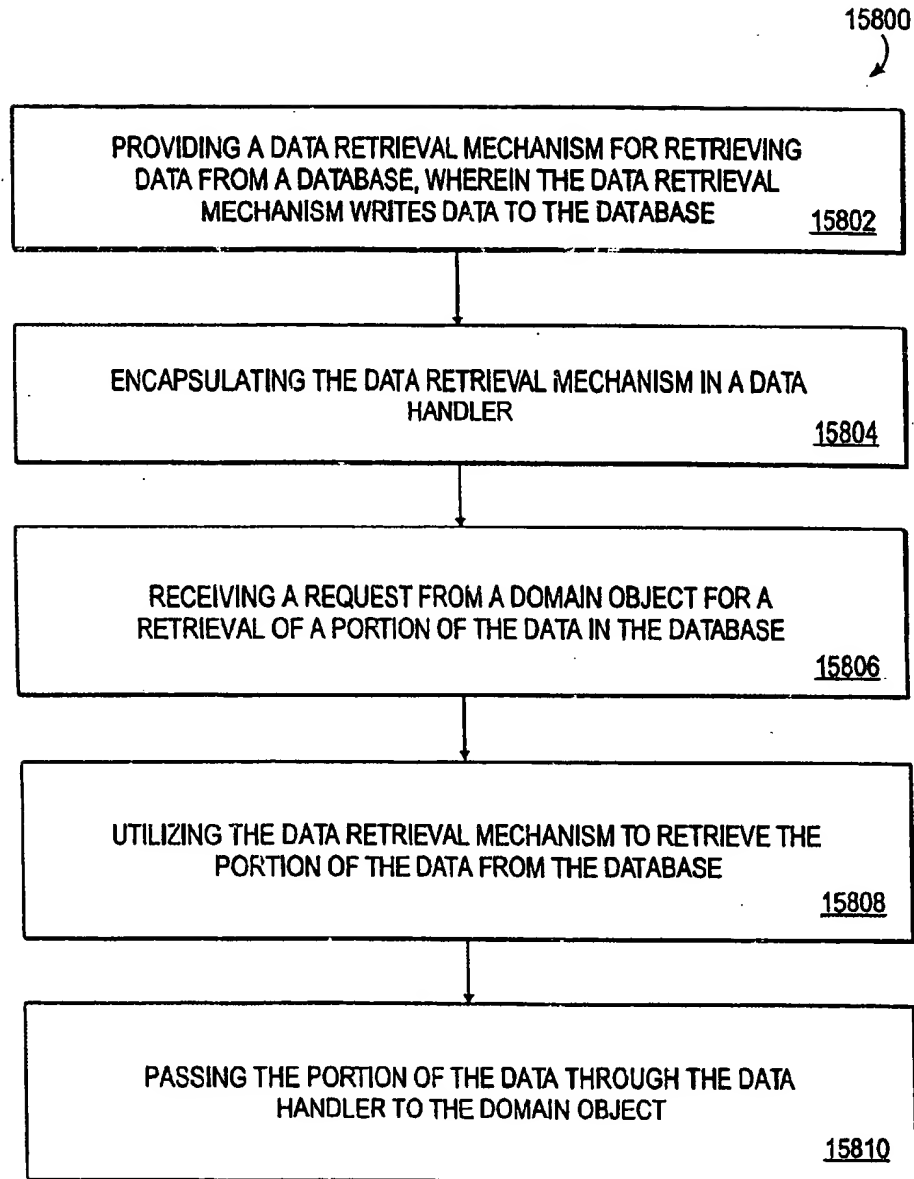 15800
PROVIDING A DATA RETRIEVAL MECHANISM FOR RETRIEVING
DATA FROM A DATABASE, WHEREIN THE DATA RETRIEVAL
MECHANISM WRITES DATA TO THE DATABASE
15802
ENCAPSULATING THE DATA RETRIEVAL MECHANISM IN A DATA
HANDLER
15804
RECEIVING A REQUEST FROM A DOMAIN OBJECT FOR A
RETRIEVAL OF A PORTION OF THE DATA IN THE DATABASE
15806
UTILIZING THE DATA RETRIEVAL MECHANISM TO RETRIEVE THE
PORTION OF THE DATA FROM THE DATABASE
15808
PASSING THE PORTION OF THE DATA THROUGH THE DATA
HANDLER TO THE DOMAIN OBJECT
15810